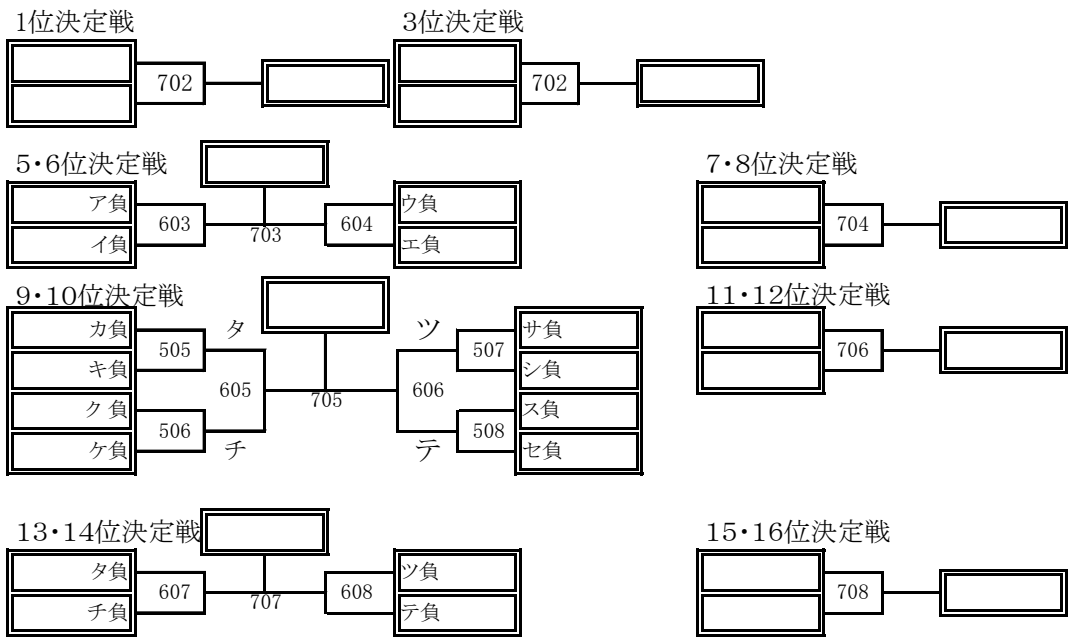 1位決定戦 3位決定戦
702 702
5・6位決定戦 7・8位決定戦
ア負 603 703 604 ウ負 704
イ負 エ負
9・10位決定戦 11・12位決定戦
カ負 505 タ ツ 507 サ負 706
キ負 シ負
605 705 606
ク負 506 チ テ 508 ス負
ケ負 セ負
13・14位決定戦 15・16位決定戦
タ負 607 707 608 ツ負 708
チ負 テ負